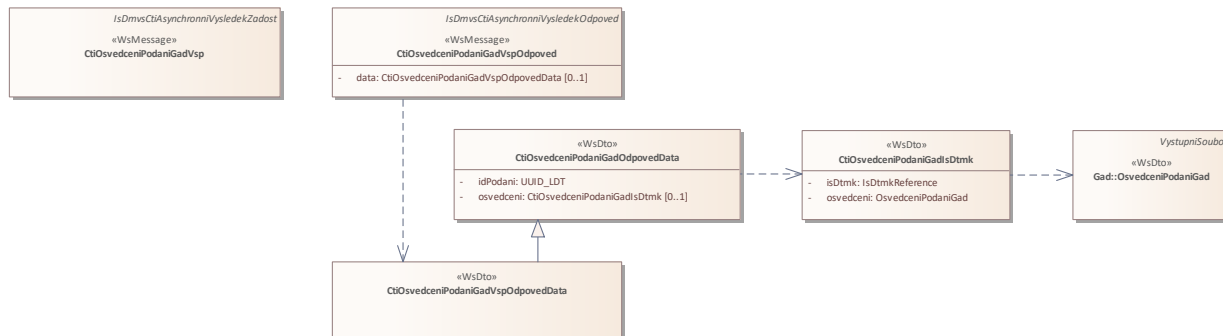 IsDmvsCtiAsynchronniVysledekZadost
«WsMessage»
CtiOsvedceniPodaniGadVsp
IsDmvsCtiAsynchronniVysledekOdpoved
«WsMessage»
CtiOsvedceniPodaniGadVspOdpoved
- data: CtiOsvedceniPodaniGadVspOdpovedData [0..1]
«WsDto»
CtiOsvedceniPodaniGadOdpovedData
- idPodani: UUID_LDT
- osvedceni: CtiOsvedceniPodaniGadIsDtmk [0..1]
«WsDto»
CtiOsvedceniPodaniGadIsDtmk
- isDtmk: IsDtmkReference
- osvedceni: OsvedceniPodaniGad
VystupniSoubo
«WsDto»
Gad::OsvedceniPodaniGad
«WsDto»
CtiOsvedceniPodaniGadVspOdpovedData